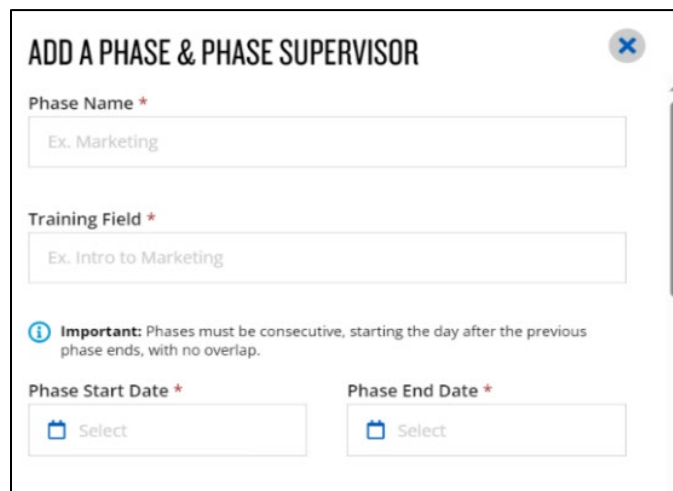 ADD A PHASE & PHASE SUPERVISOR
Phase Name *
Ex. Marketing
Training Field *
Ex. Intro to Marketing
Important: Phases must be consecutive, starting the day after the previous
phase ends, with no overlap.
Phase Start Date * Phase End Date *
Select Select